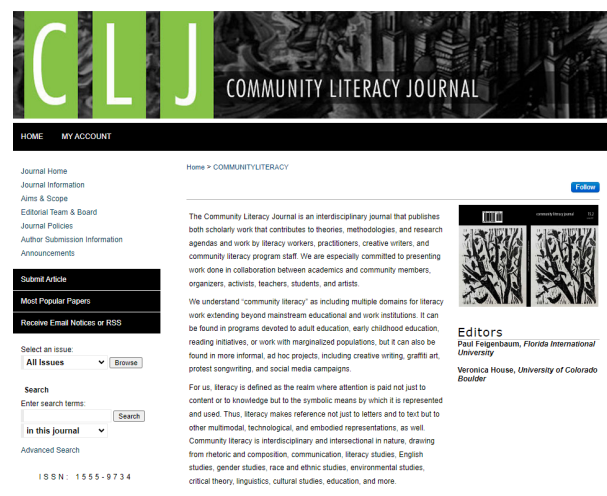 CLJ COMMUNITY LITERACY JOURNAL
HOME MY ACCOUNT
Journal Home
Journal Information
Aims & Scope
Editorial Team & Board
Journal Policies
Author Submission Information
Announcements
Submit Article
Most Popular Papers
Receive Email Notices or RSS
Select an issue:
All Issues Browse
Search
Enter search terms:
Search
in this journal
Advanced Search
ISSN: 1555-9734
Home > COMMUNITYLITERACY
Follow
The Community Literacy Journal is an interdisciplinary journal that publishes
both scholarly work that contributes to theories, methodologies, and research
agendas and work by literacy workers, practitioners, creative writers, and
community literacy program staff. We are especially committed to presenting
work done in collaboration between academics and community members,
organizers, activists, teachers, students, and artists.
We understand "community literacy" as including multiple domains for literacy
work extending beyond mainstream educational and work institutions. It can
be found in programs devoted to adult education, early childhood education,
reading initiatives, or work with marginalized populations, but it can also be
found in more informal, ad hoc projects, including creative writing, graffiti art,
protest songwriting, and social media campaigns.
For us, literacy is defined as the realm where attention is paid not just to
content or to knowledge but to the symbolic means by which it is represented
and used. Thus, literacy makes reference not just to letters and to text but to
other multimodal, technological, and embodied representations, as well.
Community literacy is interdisciplinary and intersectional in nature, drawing
from rhetoric and composition, communication, literacy studies, English
studies, gender studies, race and ethnic studies, environmental studies,
critical theory, linguistics, cultural studies, education, and more.
community literacy journal
Editors
Paul Feigenbaum, Florida International
University
Veronica House, University of Colorado
Boulder